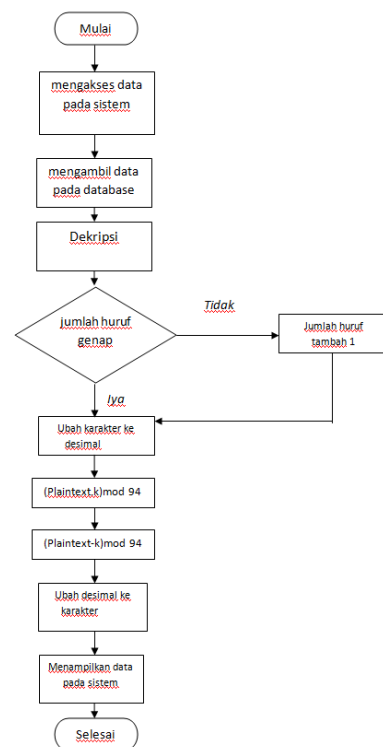 Mulai
mengakses data
pada sistem
mengambil data
pada database
Dekripsi
jumlah huruf
genap
Tidak
Jumlah huruf
tambah 1
Iya
Ubah karakter ke
desimal
(Plaintext.k)mod 94
(Plaintext-k)mod 94
Ubah desimal ke
karakter
Menampilkan data
pada sistem
Selesai